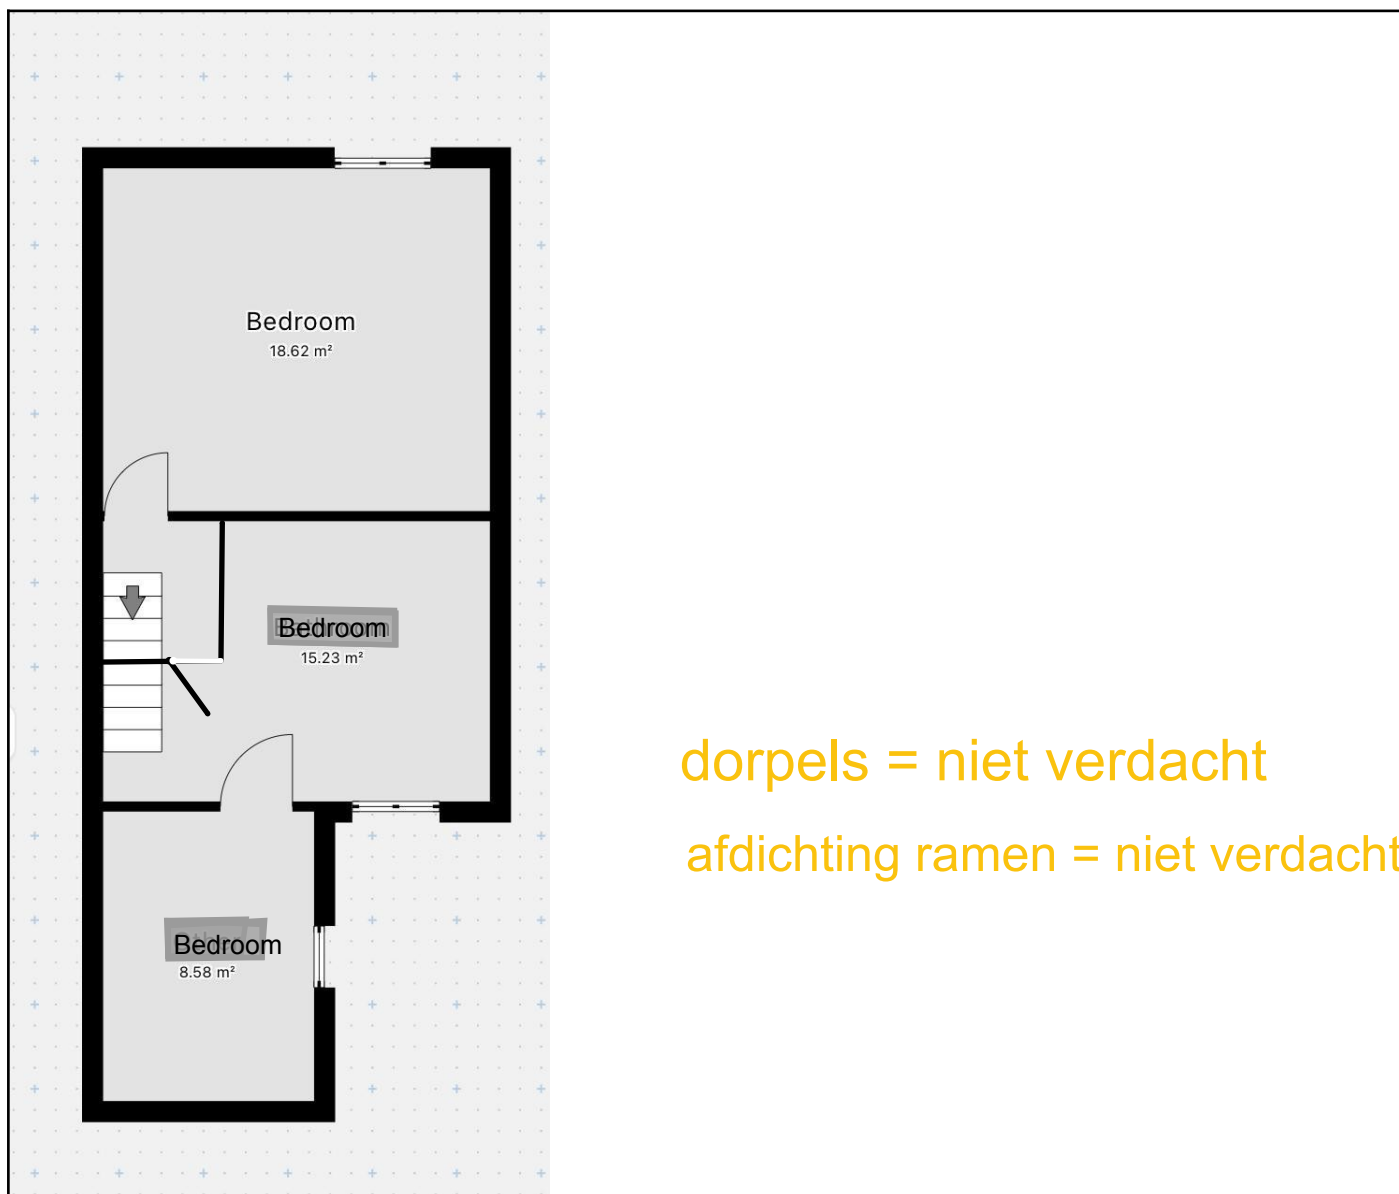 Bedroom
18.62 m²
Bedroom
15.23 m²
dorpels = niet verdacht
afdichting ramen = niet verdacht
Bedroom
8.58 m²